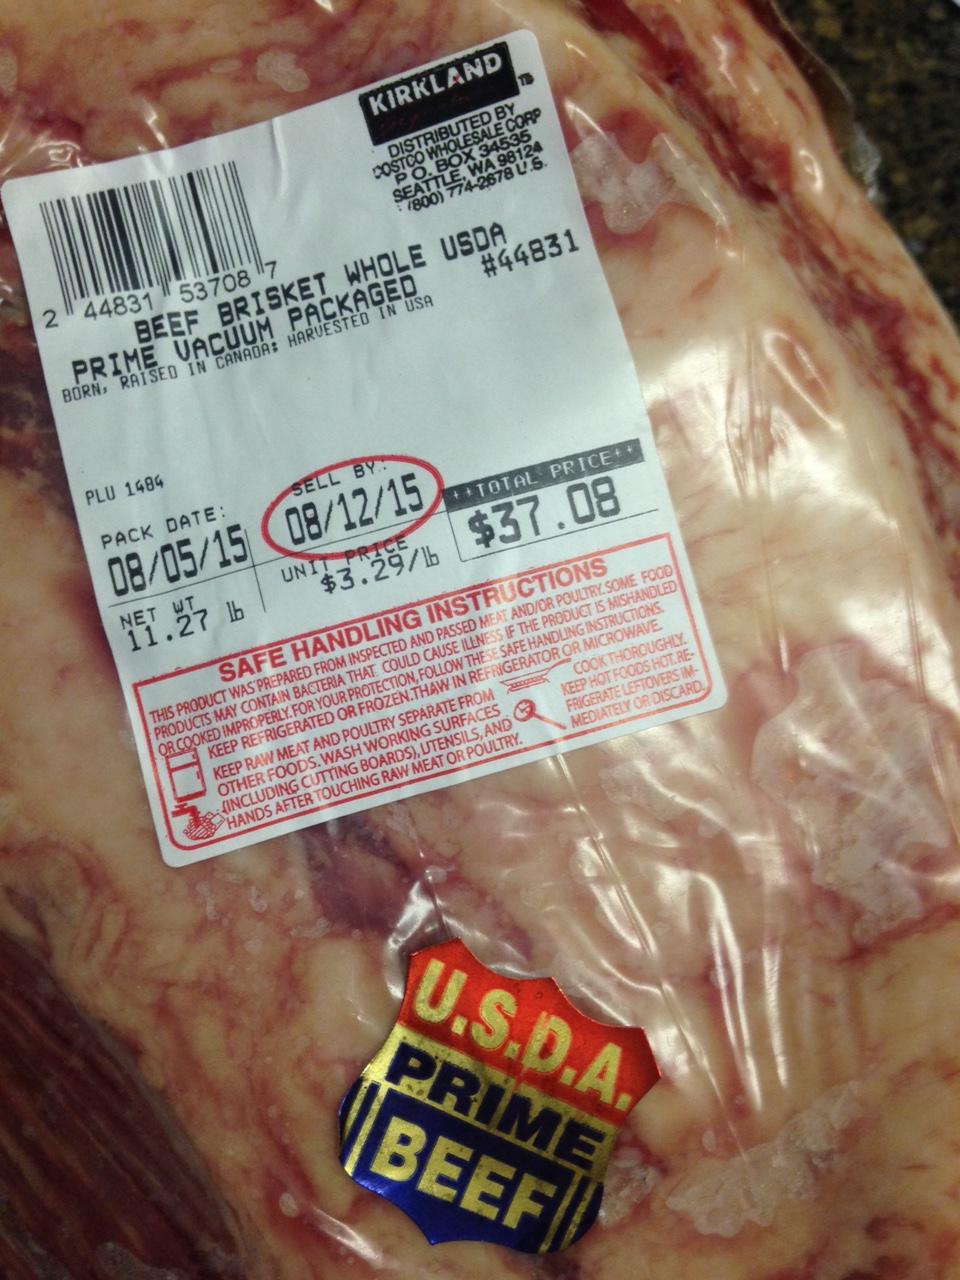 KIRKLAND
DISTRIBUTED BY
COSTCO WHOLESALE CORP
P O. BOX 34535
SEATTLE, WA 98124
(800) 774-2678 U.S.
2 44831 53708 7
BEEF BRISKET WHOLE USDA #44831
PRIME VACUUM PACKAGED
BORN, RAISED IN CANADA; HARVESTED IN USA
PLU 1484
PACK DATE:
08/05/15
SELL BY:
08/12/15
**TOTAL PRICE**
$37.08
NET WT
11.27 lb
UNIT PRICE
$3.29/lb
SAFE HANDLING INSTRUCTIONS
THIS PRODUCT WAS PREPARED FROM INSPECTED AND PASSED MEAT AND/OR POULTRY. SOME FOOD
PRODUCTS MAY CONTAIN BACTERIA THAT COULD CAUSE ILLNESS IF THE PRODUCT IS MISHANDLED
OR COOKED IMPROPERLY. FOR YOUR PROTECTION, FOLLOW THESE SAFE HANDLING INSTRUCTIONS.
KEEP REFRIGERATED OR FROZEN. THAW IN REFRIGERATOR OR MICROWAVE.
KEEP RAW MEAT AND POULTRY SEPARATE FROM
OTHER FOODS. WASH WORKING SURFACES
(INCLUDING CUTTING BOARDS), UTENSILS, AND
HANDS AFTER TOUCHING RAW MEAT OR POULTRY.
COOK THOROUGHLY.
KEEP HOT FOODS HOT. RE-
FRIGERATE LEFTOVERS IM-
MEDIATELY OR DISCARD.
U.S.D.A.
PRIME
BEEF